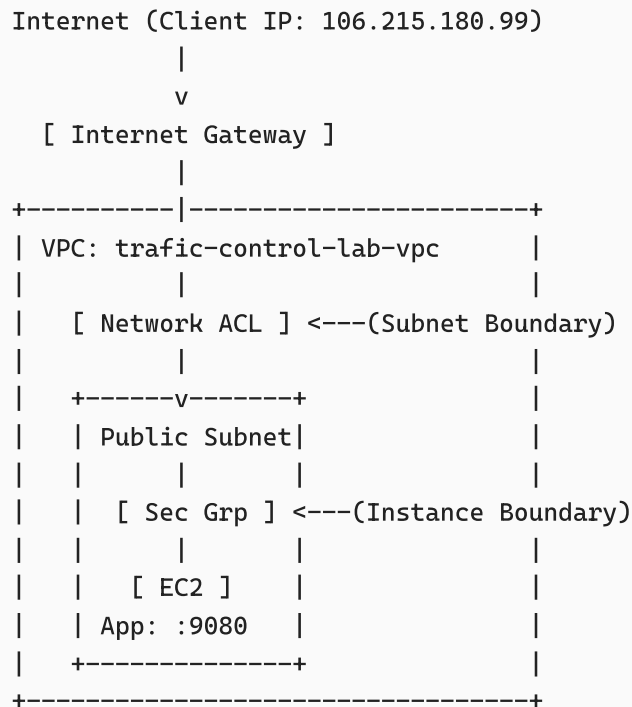 Internet (Client IP: 106.215.180.99)
           |
           v
  [ Internet Gateway ]
           |
+----------|-----------------------+
| VPC: trafic-control-lab-vpc      |
|          |                       |
|   [ Network ACL ] <---(Subnet Boundary)
|          |                       |
|   +------v-------+               |
|   | Public Subnet|               |
|   |      |       |               |
|   |  [ Sec Grp ] <---(Instance Boundary)
|   |      |       |               |
|   |   [ EC2 ]    |               |
|   | App: :9080   |               |
|   +--------------+               |
+----------------------------------+